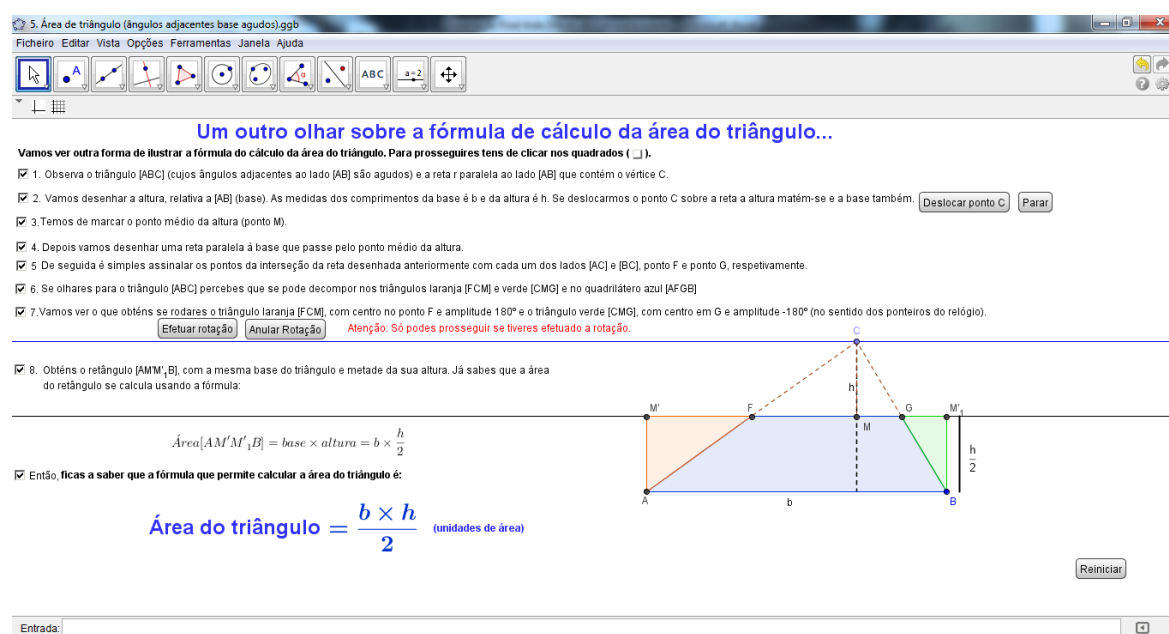 5. Área de triângulo (ângulos adjacentes base agudos).ggb
Ficheiro Editar Vista Opções Ferramentas Janela Ajuda
A
α
ABC
a=2
Um outro olhar sobre a fórmula de cálculo da área do triângulo...
Vamos ver outra forma de ilustrar a fórmula do cálculo da área do triângulo. Para prosseguires tens de clicar nos quadrados ( □ ).
1. Observa o triângulo [ABC] (cujos ângulos adjacentes ao lado [AB] são agudos) e a reta r paralela ao lado [AB] que contém o vértice C.
2. Vamos desenhar a altura, relativa a [AB] (base). As medidas dos comprimentos da base é b e da altura é h. Se deslocarmos o ponto C sobre a reta a altura matém-se e a base também. Deslocar ponto C Parar
3.Temos de marcar o ponto médio da altura (ponto M).
4. Depois vamos desenhar uma reta paralela à base que passe pelo ponto médio da altura.
5 De seguida é simples assinalar os pontos da interseção da reta desenhada anteriormente com cada um dos lados [AC] e [BC], ponto F e ponto G, respetivamente.
6. Se olhares para o triângulo [ABC] percebes que se pode decompor nos triângulos laranja [FCM] e verde [CMG] e no quadrilátero azul [AFGB]
7.Vamos ver o que obténs se rodares o triângulo laranja [FCM], com centro no ponto F e amplitude 180º e o triângulo verde [CMG], com centro em G e amplitude -180º (no sentido dos ponteiros do relógio).
Efetuar rotação Anular Rotação Atenção: Só podes prosseguir se tiveres efetuado a rotação.
C
8. Obténs o retângulo [AM'M'₁B], com a mesma base do triângulo e metade da sua altura. Já sabes que a área
do retângulo se calcula usando a fórmula:
h
M' F G M'₁
M
Área[AM'M'₁B] = base × altura = b × h/2
h/2
Então, ficas a saber que a fórmula que permite calcular a área do triângulo é:
A b B
Área do triângulo = b × h / 2 (unidades de área)
Reiniciar
Entrada: